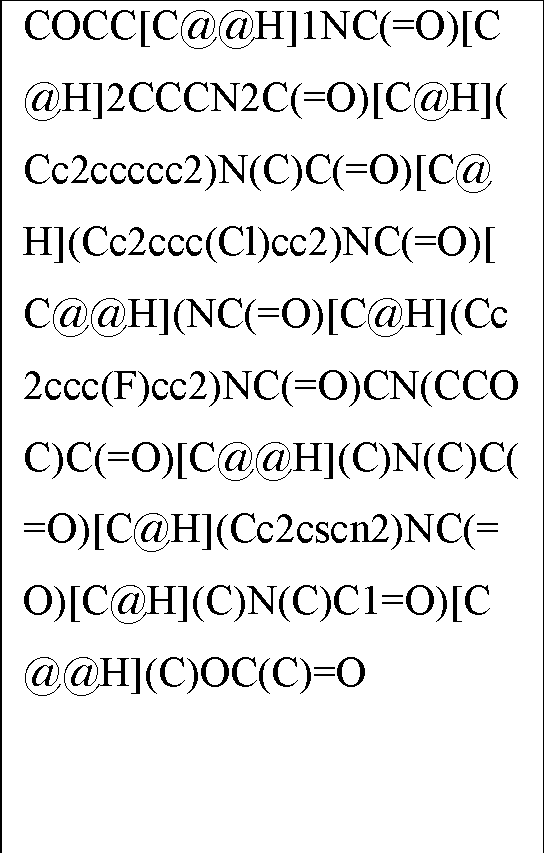 COCC[C@@H]1NC(=O)[C
@H]2CCCN2C(=O)[C@H](
Cc2ccccc2)N(C)C(=O)[C@
H](Cc2ccc(Cl)cc2)NC(=O)[
C@@H](NC(=O)[C@H](Cc
2ccc(F)cc2)NC(=O)CN(CCO
C)C(=O)[C@@H](C)N(C)C(
=O)[C@H](Cc2cscn2)NC(=
O)[C@H](C)N(C)C1=O)[C
@@H](C)OC(C)=O